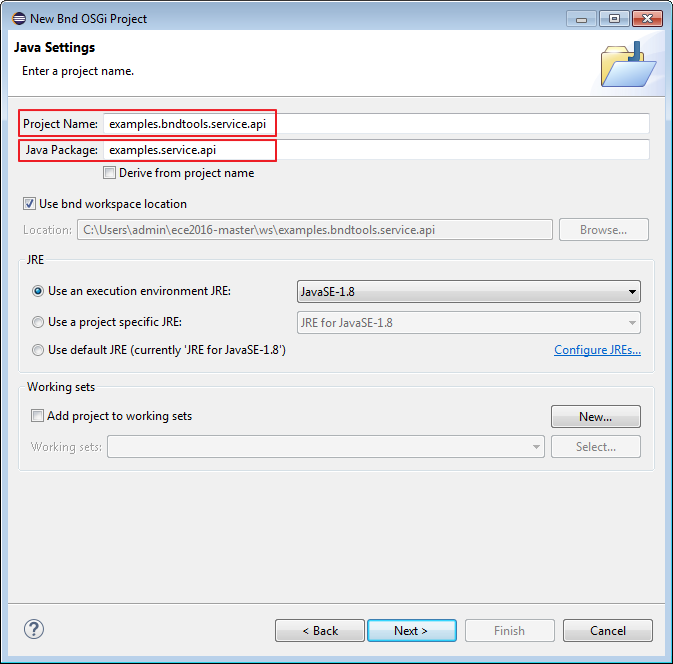 New Bnd OSGi Project
Java Settings
Enter a project name.
Project Name: examples.bndtools.service.api
Java Package: examples.service.api
Derive from project name
Use bnd workspace location
Location: C:\Users\admin\ece2016-master\ws\examples.bndtools.service.api Browse...
JRE
Use an execution environment JRE: JavaSE-1.8
Use a project specific JRE: JRE for JavaSE-1.8
Use default JRE (currently 'JRE for JavaSE-1.8') Configure JREs...
Working sets
Add project to working sets New...
Working sets: Select...
? < Back Next > Finish Cancel